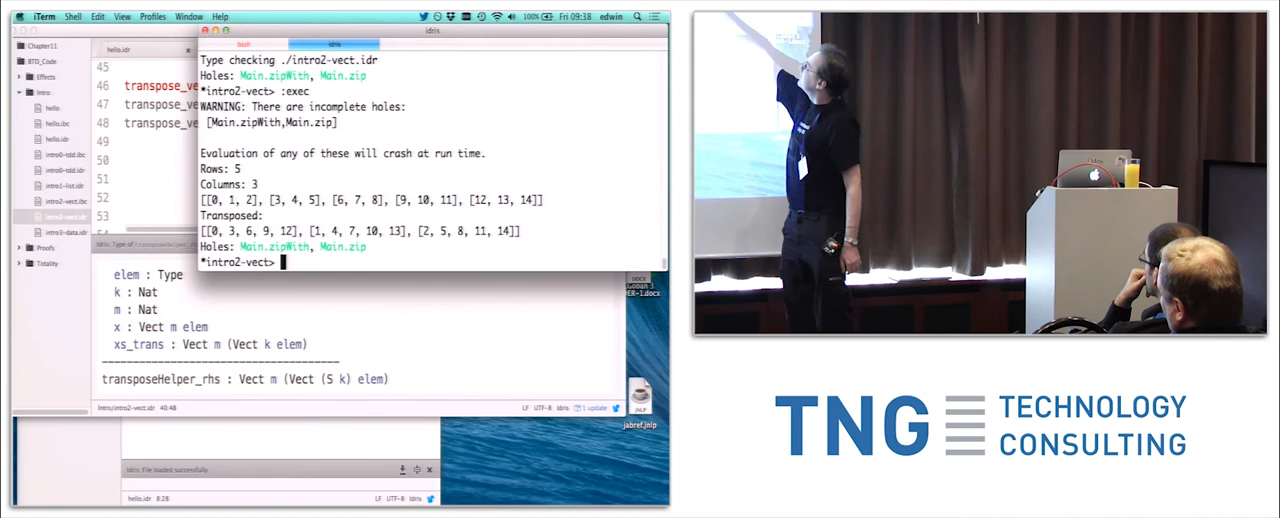 iTerm Shell Edit View Profiles Window Help
100% Fri 09:38 edwin
idris
bash idris
Type checking ./intro2-vect.idr
Holes: Main.zipWith, Main.zip
*intro2-vect> :exec
WARNING: There are incomplete holes:
[Main.zipWith,Main.zip]
Evaluation of any of these will crash at run time.
Rows: 5
Columns: 3
[[0, 1, 2], [3, 4, 5], [6, 7, 8], [9, 10, 11], [12, 13, 14]]
Transposed:
[[0, 3, 6, 9, 12], [1, 4, 7, 10, 13], [2, 5, 8, 11, 14]]
Holes: Main.zipWith, Main.zip
*intro2-vect>
Chapter11
BTD_Code
Effects
Intro
hello
hello.ibc
hello.idr
intro0-tdd.ibc
intro0-tdd.idr
intro1-list.idr
intro2-vect.ibc
intro2-vect.idr
intro3-data.idr
Proofs
Totality
hello.idr
45
46 transpose_ve
47 transpose_ve
48 transpose_ve
49
50
51
52
53
Idris: Type of transposeHelper_rhs
elem : Type
k : Nat
m : Nat
x : Vect m elem
xs_trans : Vect m (Vect k elem)
--------------------------------------
transposeHelper_rhs : Vect m (Vect (S k) elem)
Intro/intro2-vect.idr 40:48 LF UTF-8 Idris 1 update
DOCX
JNLP
jabref.jnlp
Idris: File loaded successfully
hello.idr 8:28 LF UTF-8 Idris
idris
TNG TECHNOLOGY
CONSULTING